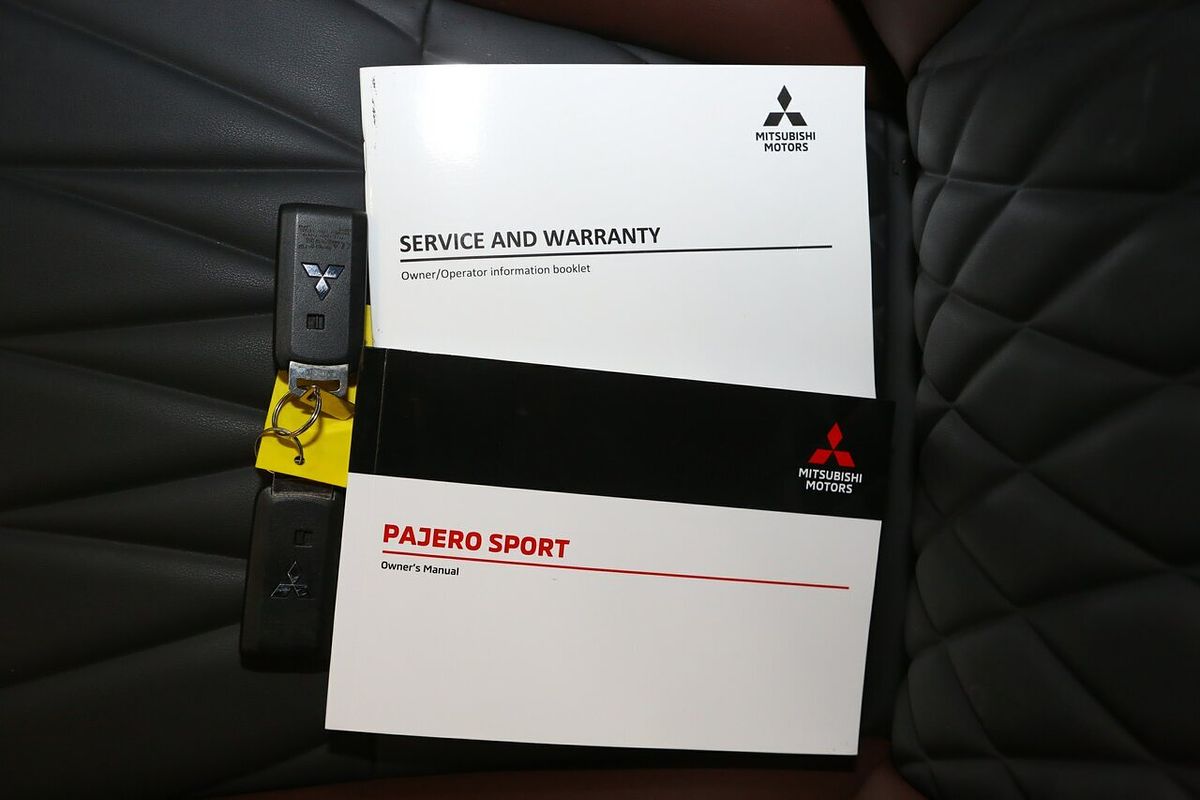 MITSUBISHI
MOTORS
SERVICE AND WARRANTY
Owner/Operator information booklet
MITSUBISHI
MOTORS
PAJERO SPORT
Owner's Manual